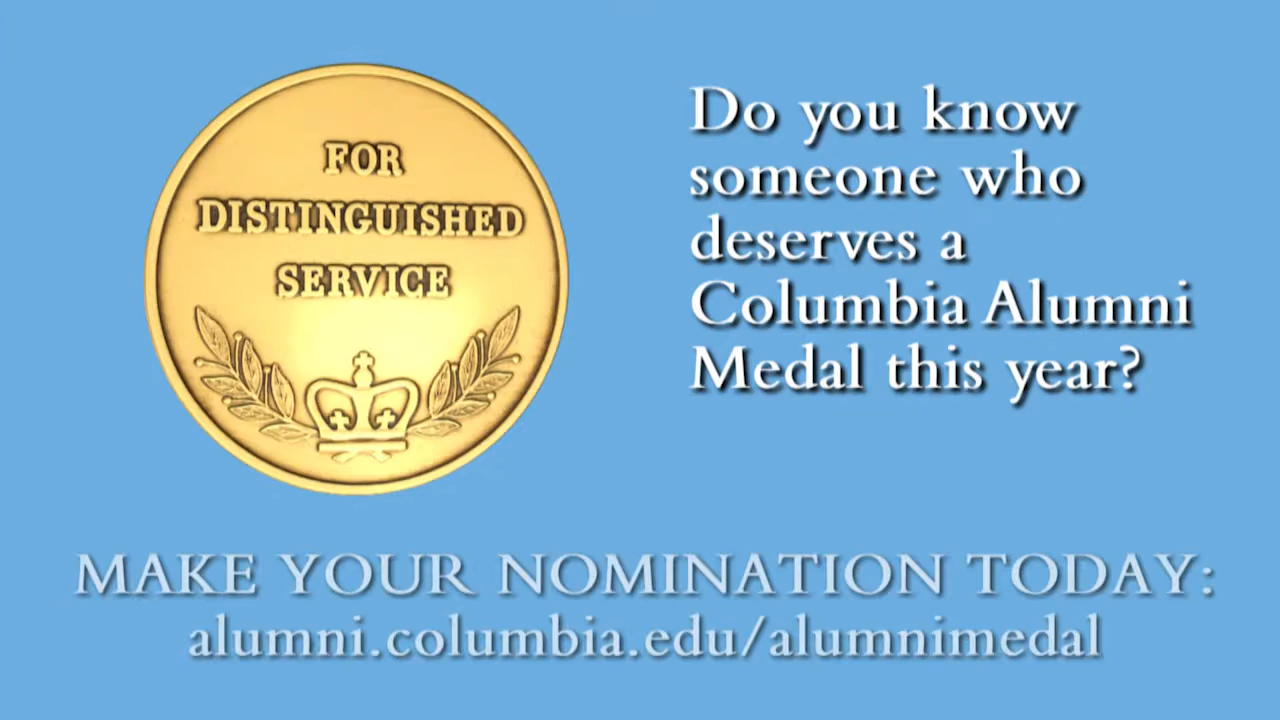 FOR
DISTINGUISHED
SERVICE
Do you know
someone who
deserves a
Columbia Alumni
Medal this year?
MAKE YOUR NOMINATION TODAY:
alumni.columbia.edu/alumnimedal